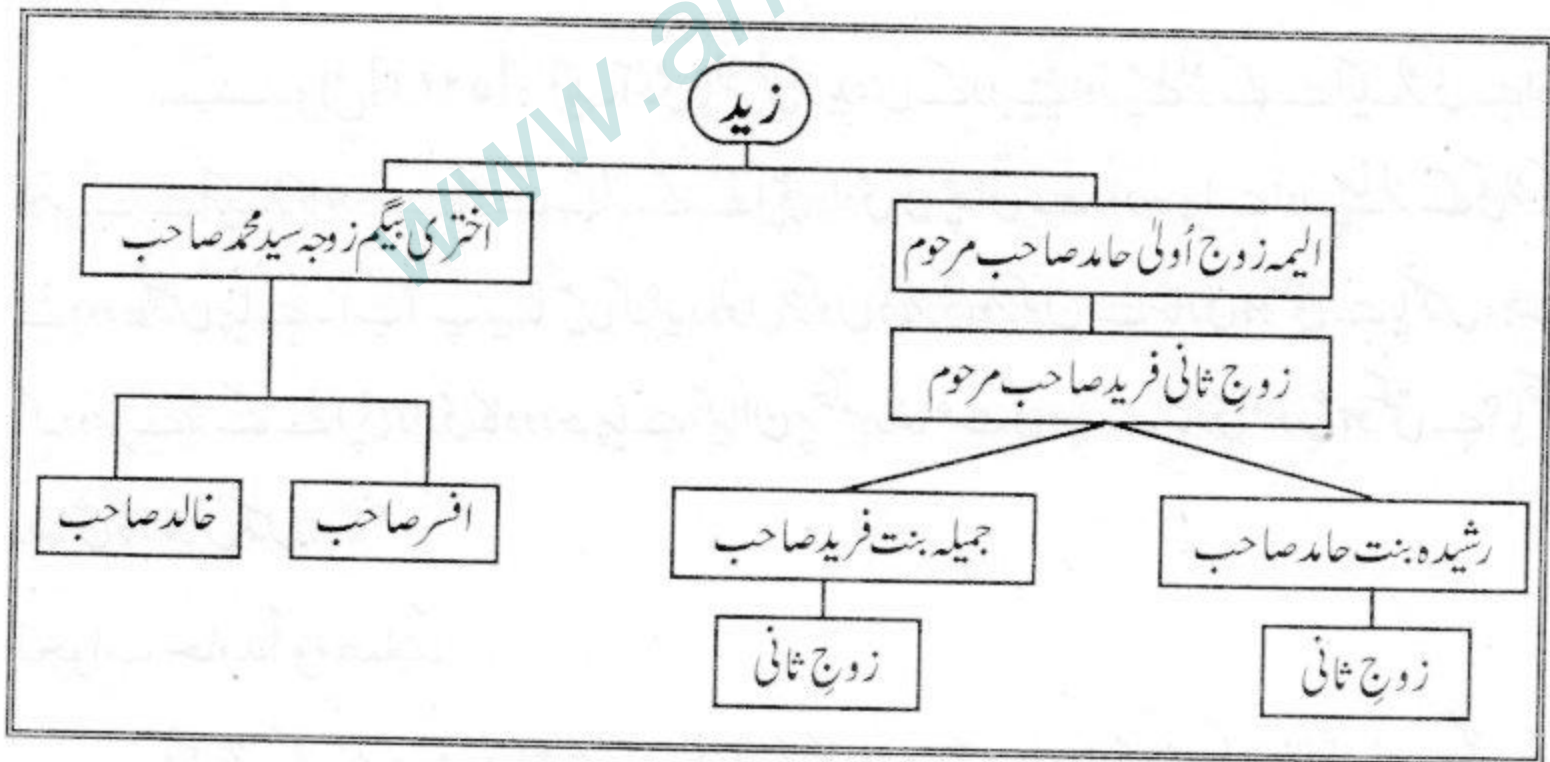 زید
الیمہ زوج أولیٰ حامد صاحب مرحوم
اختری بیگم زوجہ سید محمد صاحب
زوجِ ثانی فرید صاحب مرحوم
رشیدہ بنت حامد صاحب
جمیلہ بنت فرید صاحب
افسر صاحب
خالد صاحب
زوجِ ثانی
زوجِ ثانی